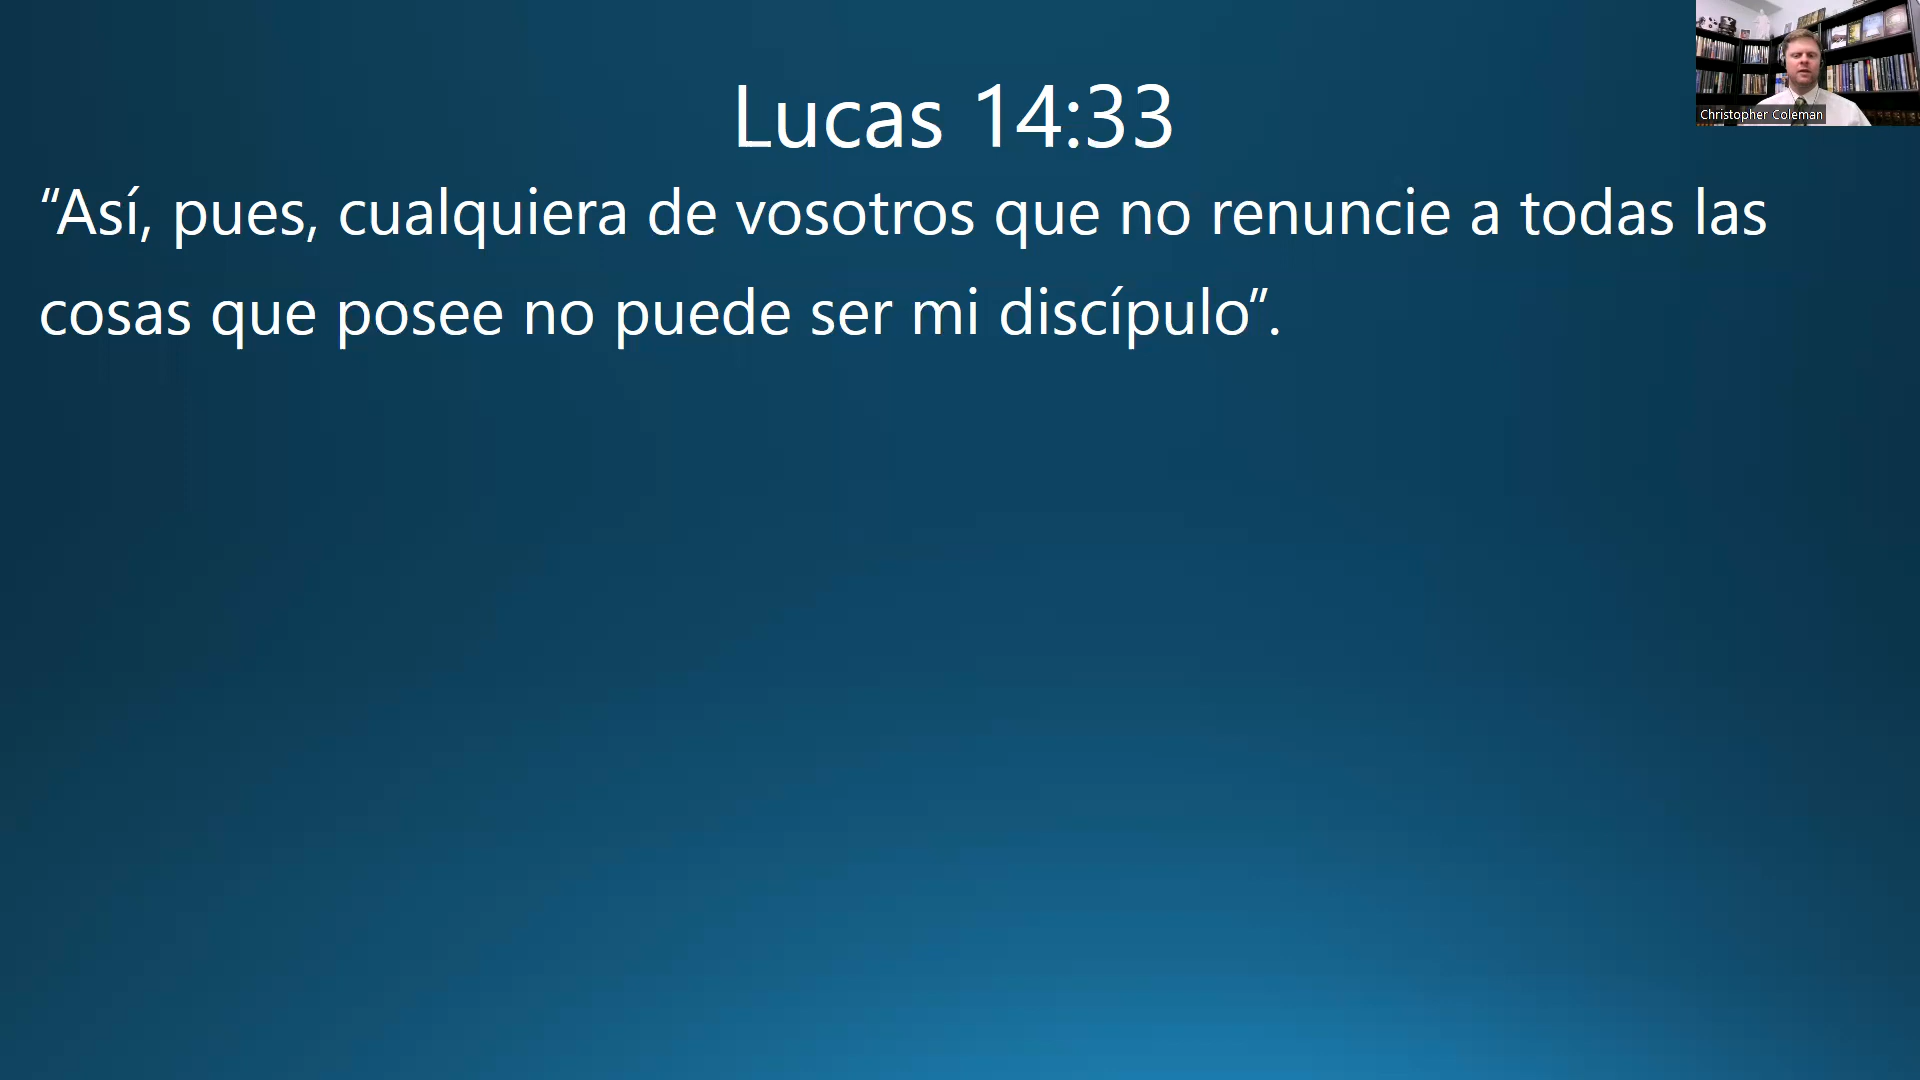 Lucas 14:33
“Así, pues, cualquiera de vosotros que no renuncie a todas las
cosas que posee no puede ser mi discípulo”.
Christopher Coleman